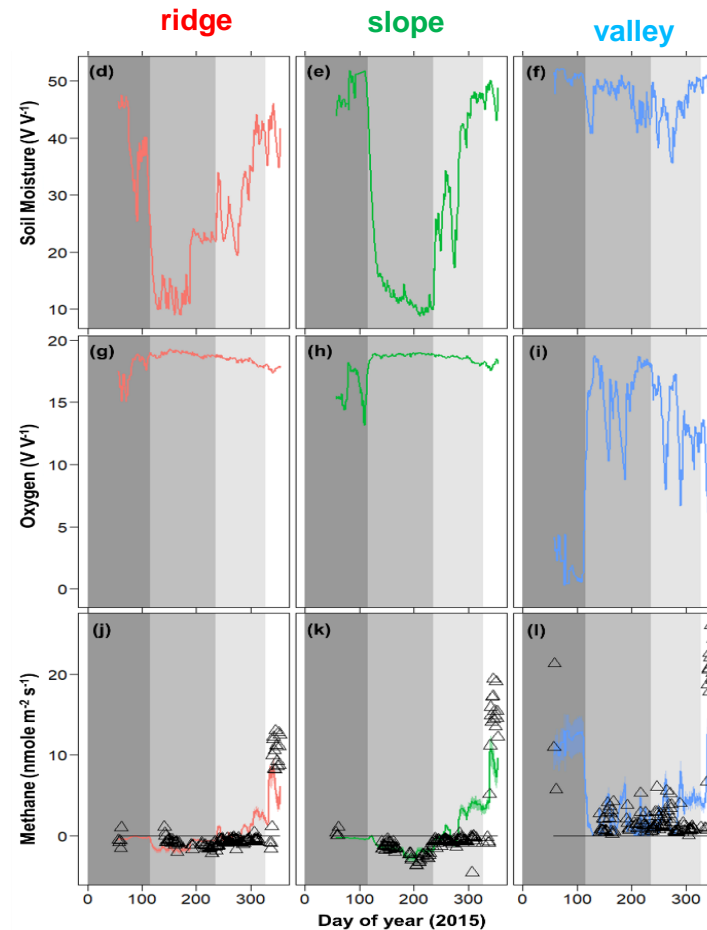 ridge slope valley
(d) (e) (f)
Soil Moisture (V V⁻¹)
50
40
30
20
10
(g) (h) (i)
Oxygen (V V⁻¹)
20
15
10
5
0
(j) (k) (l)
Methane (nmole m⁻² s⁻¹)
20
10
0
0 100 200 300 0 100 200 300 0 100 200 300
Day of year (2015)